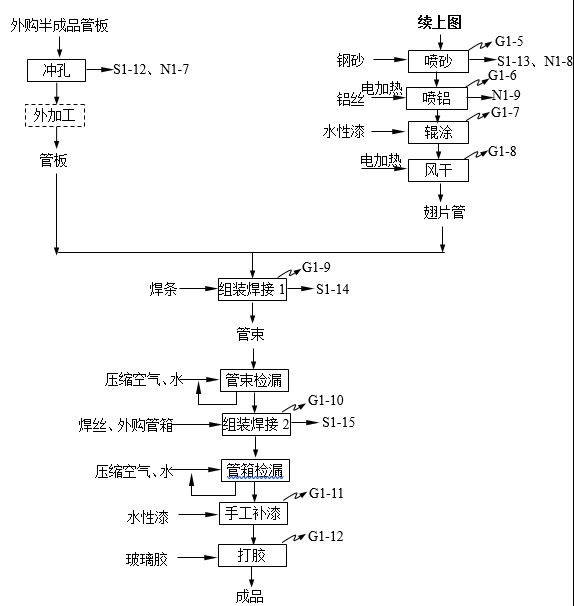 外购半成品管板
冲孔
S1-12、N1-7
外加工
管板
续上图
G1-5
钢砂
喷砂
S1-13、N1-8
G1-6
电加热
铝丝
喷铝
N1-9
G1-7
水性漆
辊涂
G1-8
电加热
风干
翅片管
G1-9
焊条
组装焊接 1
S1-14
管束
压缩空气、水
管束检漏
G1-10
焊丝、外购管箱
组装焊接 2
S1-15
压缩空气、水
管箱检漏
G1-11
水性漆
手工补漆
G1-12
玻璃胶
打胶
成品